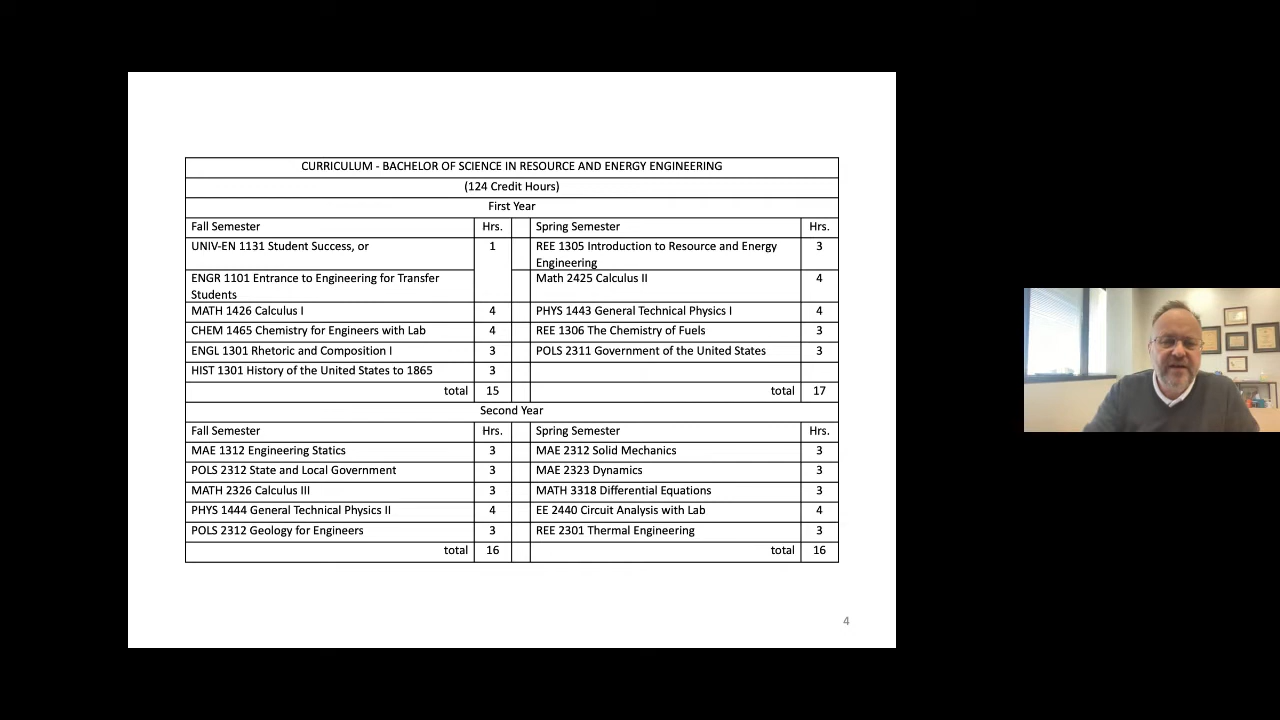 CURRICULUM - BACHELOR OF SCIENCE IN RESOURCE AND ENERGY ENGINEERING
(124 Credit Hours)
First Year
Fall Semester Hrs. Spring Semester Hrs.
UNIV-EN 1131 Student Success, or 1 REE 1305 Introduction to Resource and Energy Engineering 3
ENGR 1101 Entrance to Engineering for Transfer Students Math 2425 Calculus II 4
MATH 1426 Calculus I 4 PHYS 1443 General Technical Physics I 4
CHEM 1465 Chemistry for Engineers with Lab 4 REE 1306 The Chemistry of Fuels 3
ENGL 1301 Rhetoric and Composition I 3 POLS 2311 Government of the United States 3
HIST 1301 History of the United States to 1865 3
total 15 total 17
Second Year
Fall Semester Hrs. Spring Semester Hrs.
MAE 1312 Engineering Statics 3 MAE 2312 Solid Mechanics 3
POLS 2312 State and Local Government 3 MAE 2323 Dynamics 3
MATH 2326 Calculus III 3 MATH 3318 Differential Equations 3
PHYS 1444 General Technical Physics II 4 EE 2440 Circuit Analysis with Lab 4
POLS 2312 Geology for Engineers 3 REE 2301 Thermal Engineering 3
total 16 total 16
4